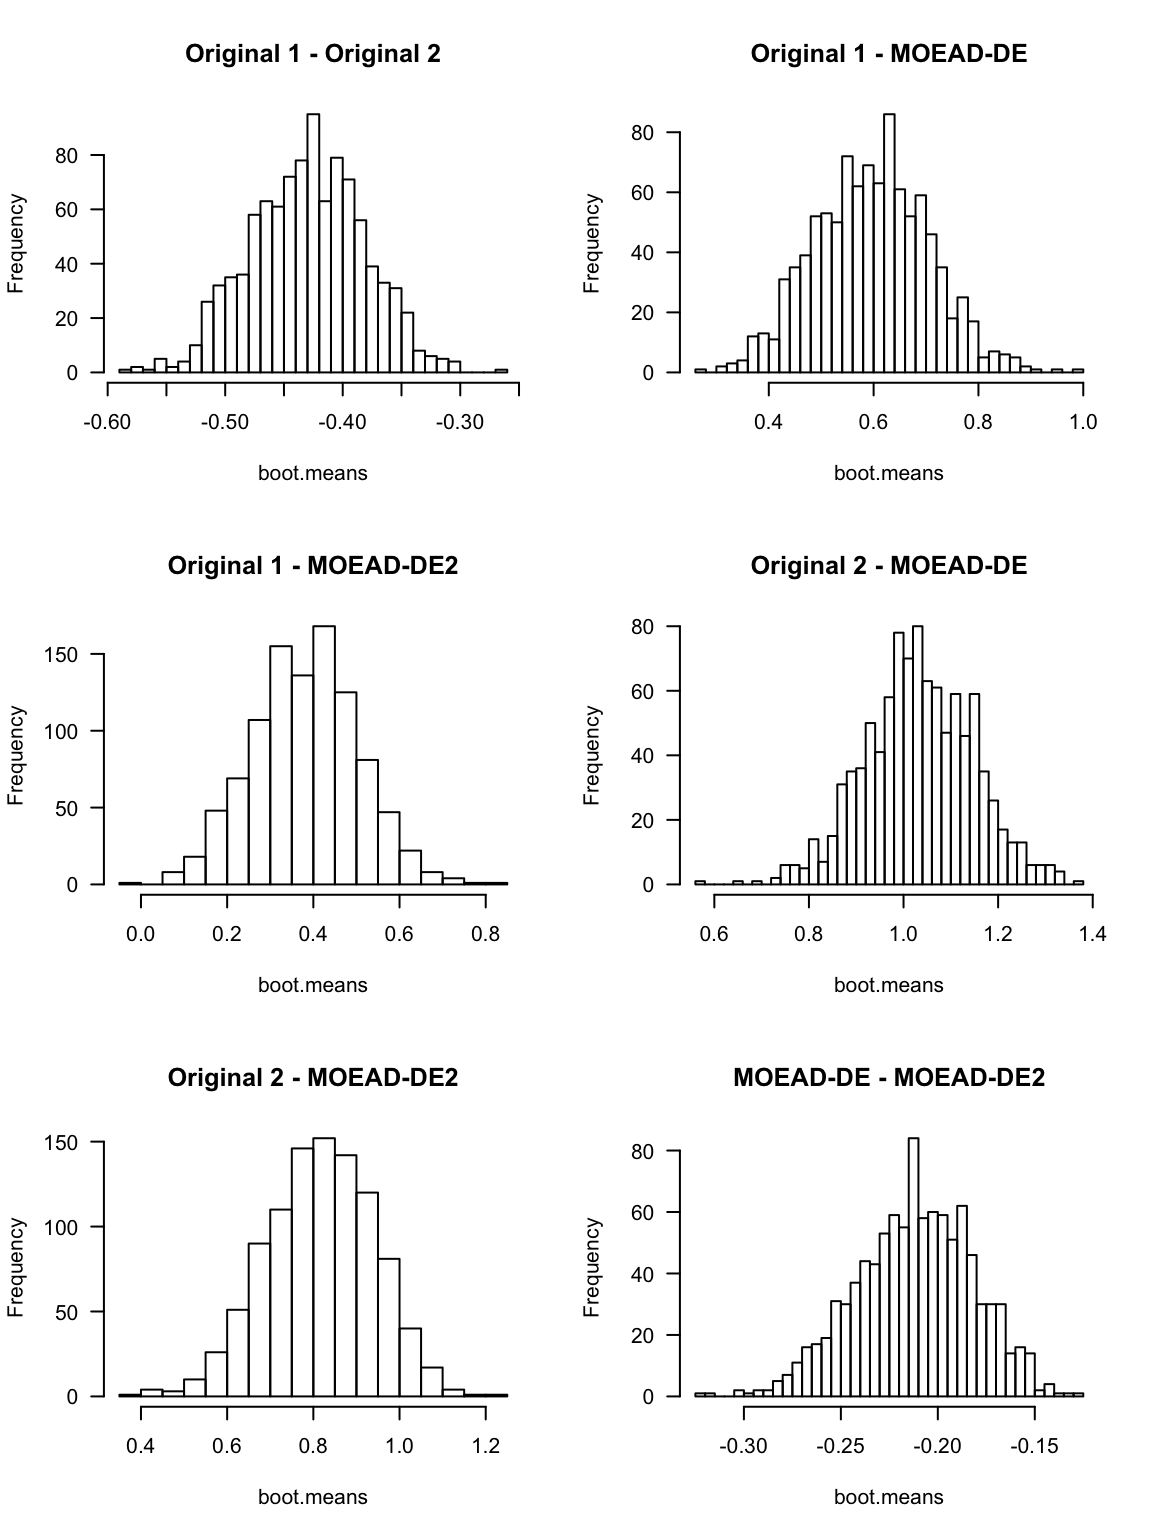 Original 1 - Original 2
Frequency
80
60
40
20
0
-0.60 -0.50 -0.40 -0.30
boot.means
Original 1 - MOEAD-DE
Frequency
80
60
40
20
0
0.4 0.6 0.8 1.0
boot.means
Original 1 - MOEAD-DE2
Frequency
150
100
50
0
0.0 0.2 0.4 0.6 0.8
boot.means
Original 2 - MOEAD-DE
Frequency
80
60
40
20
0
0.6 0.8 1.0 1.2 1.4
boot.means
Original 2 - MOEAD-DE2
Frequency
150
100
50
0
0.4 0.6 0.8 1.0 1.2
boot.means
MOEAD-DE - MOEAD-DE2
Frequency
80
60
40
20
0
-0.30 -0.25 -0.20 -0.15
boot.means